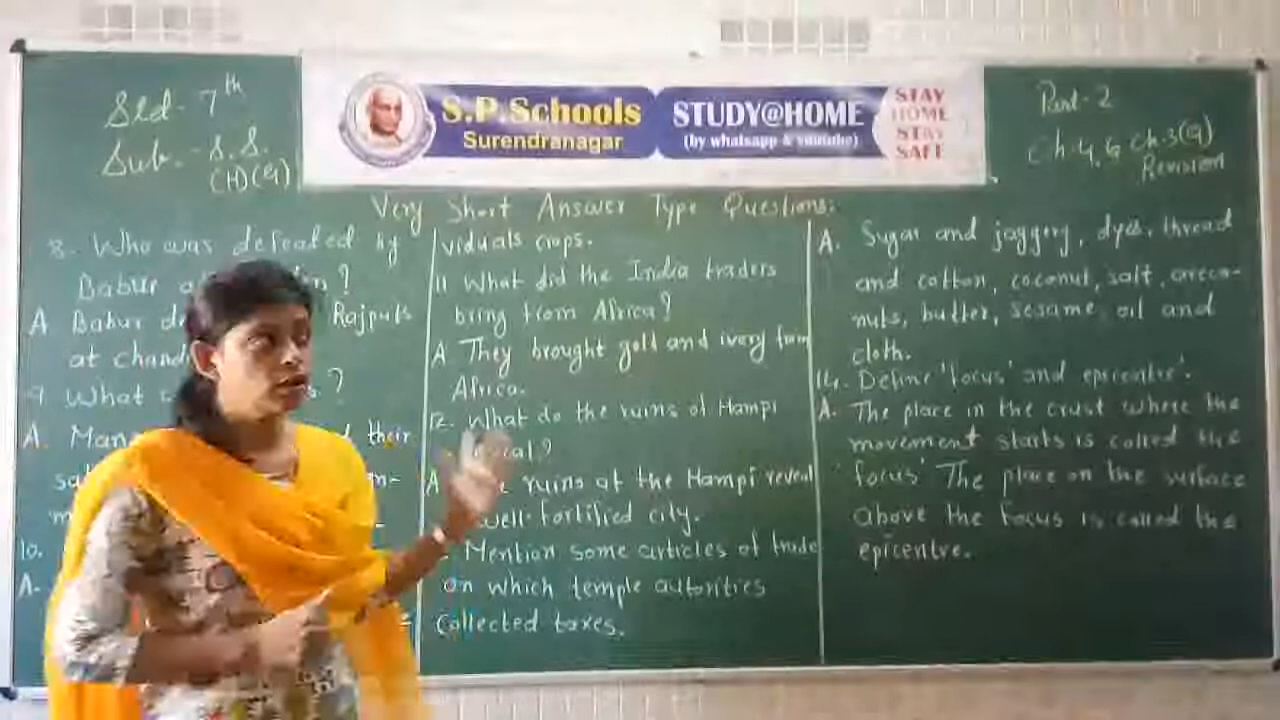 Std - 7th
Sub. - S.S.
(H)(G)
S.P.Schools
Surendranagar
STUDY@HOME
(by whatsapp & youtube)
STAY
HOME
STAY
SAFE
Part - 2
Ch-4, 6 Ch-3(G)
Revision
Very Short Answer Type Questions:
8. Who was defeated by
Babur
A Babur Rajputs
at
9. What ?
A. their
10.
A.
viduals crops.
11 What did the India traders
bring from Africa?
A They brought gold and ivery from
Africa.
12. What do the ruins of Hampi
A ruins at the Hampi reveal
well-fortified city.
Mention some articles of trade
on which temple autorities
collected taxes.
A. Sugar and jaggery, dyes, thread
and cotton, coconut, salt, areca-
nuts, butter, sesame oil and
cloth.
14. Define 'focus' and epicentre'.
A. The place in the crust where the
movement starts is called the
'focus' The place on the surface
above the focus is called the
epicentre.